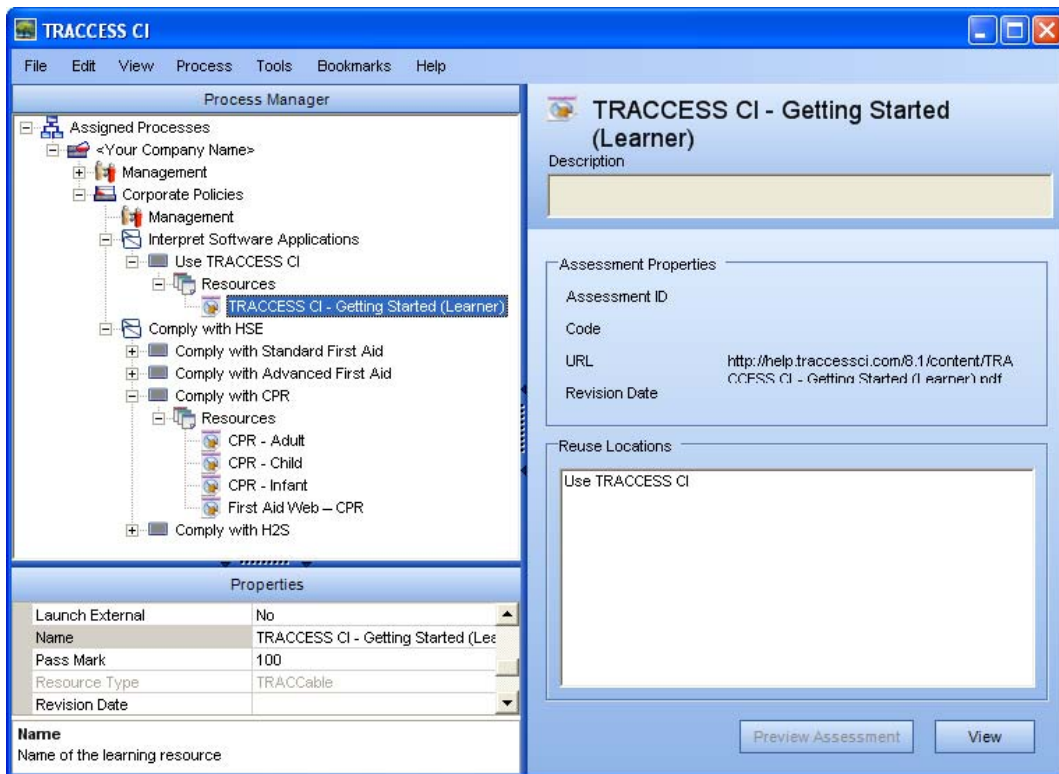 TRACCESS CI
File Edit View Process Tools Bookmarks Help
Process Manager
Assigned Processes
<Your Company Name>
Management
Corporate Policies
Management
Interpret Software Applications
Use TRACCESS CI
Resources
TRACCESS CI - Getting Started (Learner)
Comply with HSE
Comply with Standard First Aid
Comply with Advanced First Aid
Comply with CPR
Resources
CPR - Adult
CPR - Child
CPR - Infant
First Aid Web – CPR
Comply with H2S
Properties
Launch External No
Name TRACCESS CI - Getting Started (Lea
Pass Mark 100
Resource Type TRACCable
Revision Date
Name
Name of the learning resource
TRACCESS CI - Getting Started
(Learner)
Description
Assessment Properties
Assessment ID
Code
URL http://help.traccessci.com/8.1/content/TRA
CCESS CI - Getting Started (Learner).pdf
Revision Date
Reuse Locations
Use TRACCESS CI
Preview Assessment View